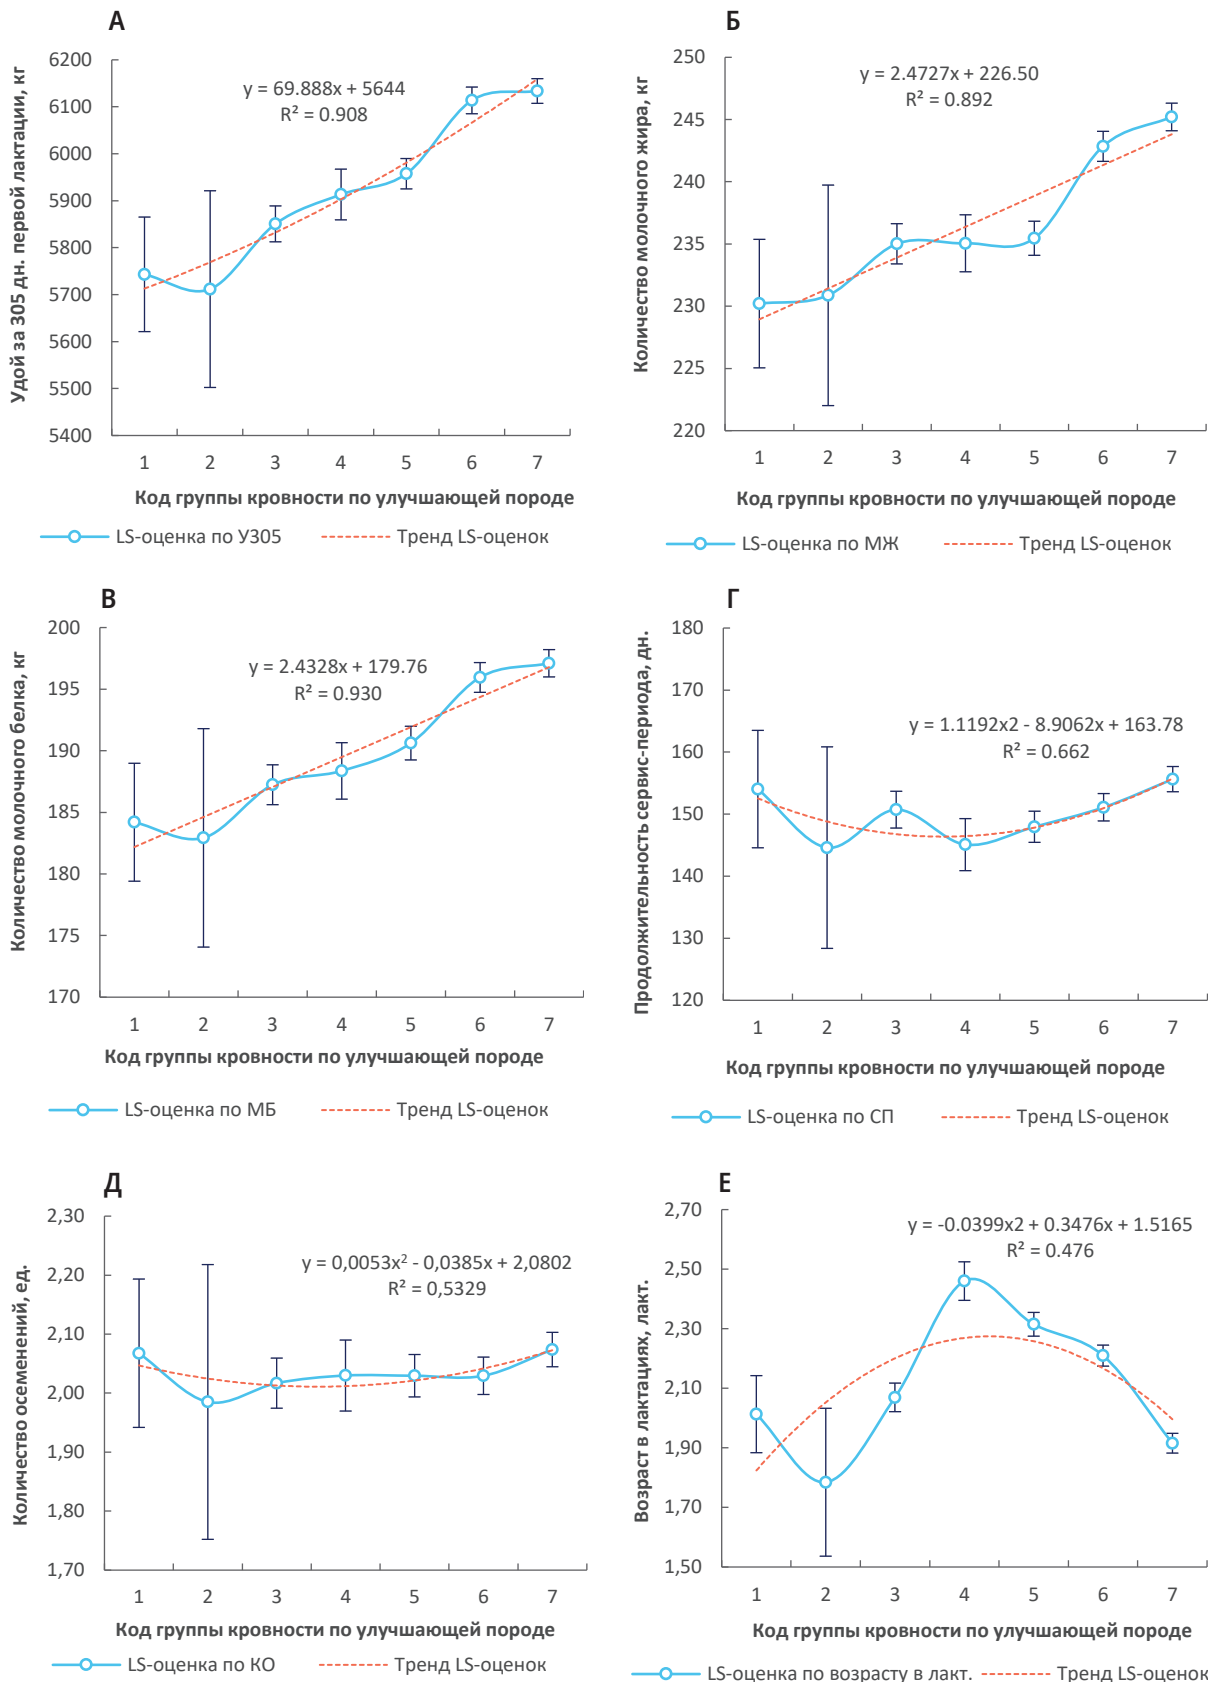 А
Удой за 305 дн. первой лактации, кг
6200
6100
6000
5900
5800
5700
5600
5500
5400
y = 69.888x + 5644
R² = 0.908
1 2 3 4 5 6 7
Код группы кровности по улучшающей породе
LS-оценка по У305 Тренд LS-оценок
Б
Количество молочного жира, кг
250
245
240
235
230
225
220
y = 2.4727x + 226.50
R² = 0.892
1 2 3 4 5 6 7
Код группы кровности по улучшающей породе
LS-оценка по МЖ Тренд LS-оценок
В
Количество молочного белка, кг
200
195
190
185
180
175
170
y = 2.4328x + 179.76
R² = 0.930
1 2 3 4 5 6 7
Код группы кровности по улучшающей породе
LS-оценка по МБ Тренд LS-оценок
Г
Продолжительность сервис-периода, дн.
180
170
160
150
140
130
120
y = 1.1192x2 - 8.9062x + 163.78
R² = 0.662
1 2 3 4 5 6 7
Код группы кровности по улучшающей породе
LS-оценка по СП Тренд LS-оценок
Д
Количество осеменений, ед.
2,30
2,20
2,10
2,00
1,90
1,80
1,70
y = 0,0053x² - 0,0385x + 2,0802
R² = 0,5329
1 2 3 4 5 6 7
Код группы кровности по улучшающей породе
LS-оценка по КО Тренд LS-оценок
Е
Возраст в лактациях, лакт.
2,70
2,50
2,30
2,10
1,90
1,70
1,50
y = -0.0399x2 + 0.3476x + 1.5165
R² = 0.476
1 2 3 4 5 6 7
Код группы кровности по улучшающей породе
LS-оценка по возрасту в лакт. Тренд LS-оценок